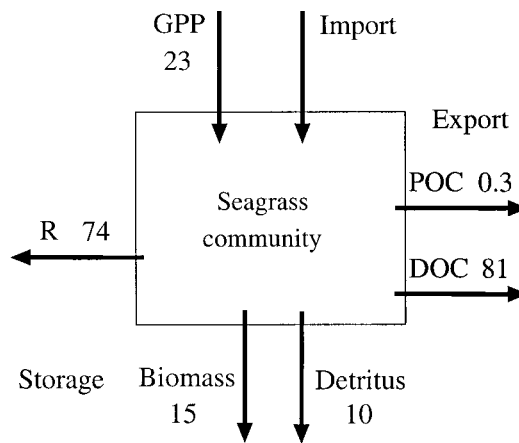 GPP
23
Import
Export
POC 0.3
Seagrass
community
R 74
DOC 81
Storage
Biomass
15
Detritus
10